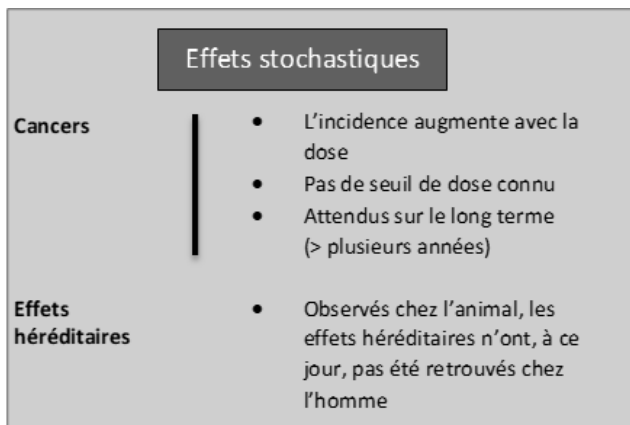 Effets stochastiques
Cancers
• L'incidence augmente avec la
dose
• Pas de seuil de dose connu
• Attendus sur le long terme
(> plusieurs années)
Effets
héréditaires
• Observés chez l'animal, les
effets héréditaires n'ont, à ce
jour, pas été retrouvés chez
l'homme